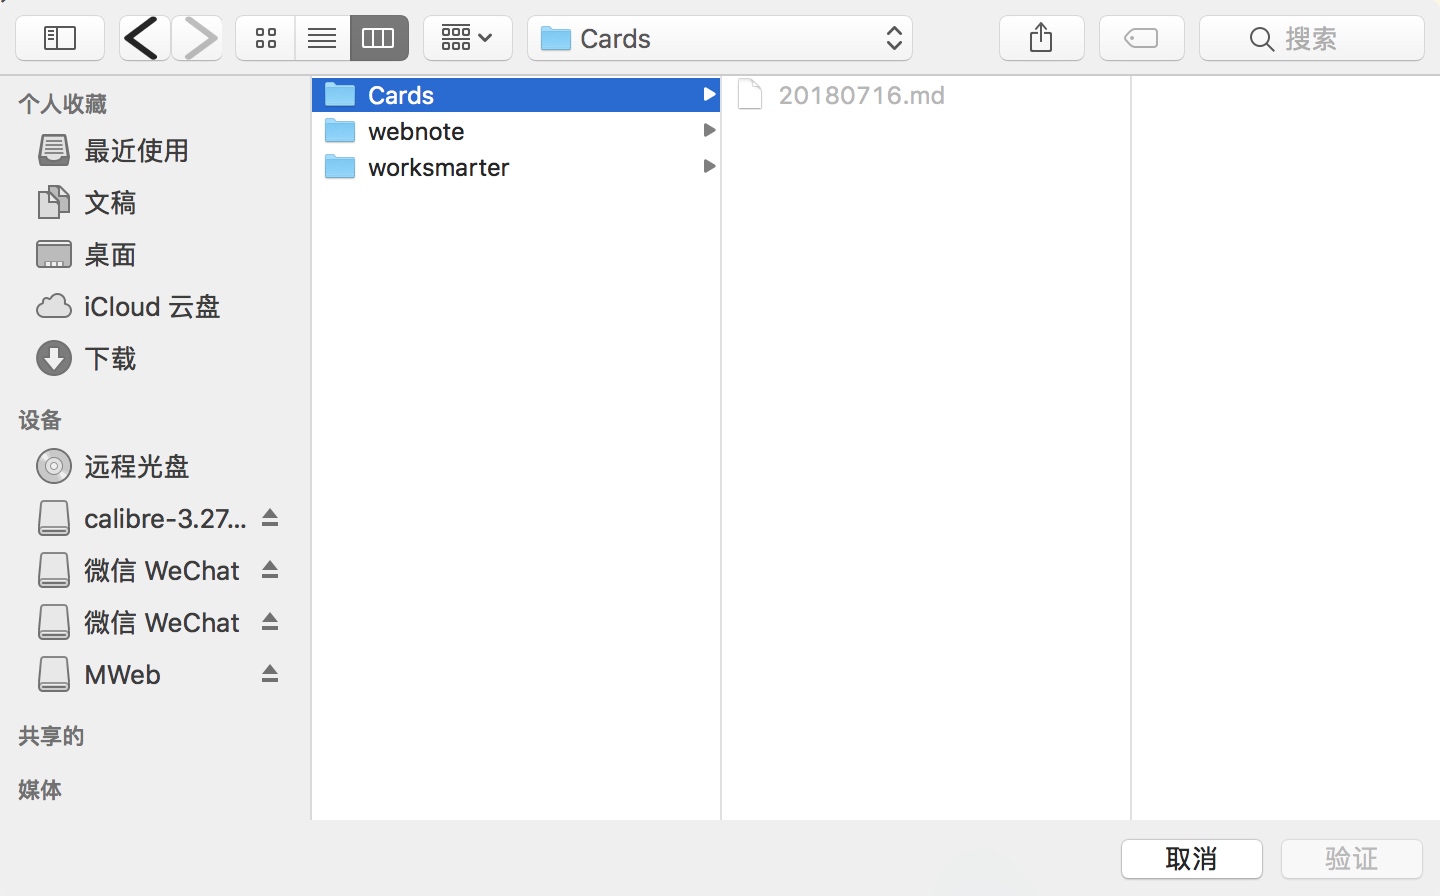 Cards
搜索
个人收藏
最近使用
文稿
桌面
iCloud 云盘
下载
设备
远程光盘
calibre-3.27...
微信 WeChat
微信 WeChat
MWeb
共享的
媒体
Cards
webnote
worksmarter
20180716.md
取消
验证